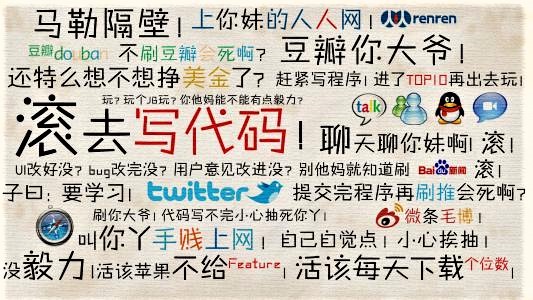 马勒隔壁！上你妹的人人网！renren
豆瓣douban 不刷豆瓣会死啊？豆瓣你大爷！
还特么想不想挣美金了？赶紧写程序！进了TOP10再出去玩！
玩？玩个JB玩？你他妈能不能有点毅力？
滚去写代码！
talk
聊天聊你妹啊！滚！
UI改好没？bug改完没？用户意见改进没？别他妈就知道刷Bai du新闻 滚！
子曰：要学习！twitter 提交完程序再刷推会死啊？
刷你大爷！代码写不完小心抽死你丫！
微条毛博！
叫你丫手贱上网！自己自觉点！小心挨抽！
没毅力！活该苹果不给Feature！活该每天下载个位数！